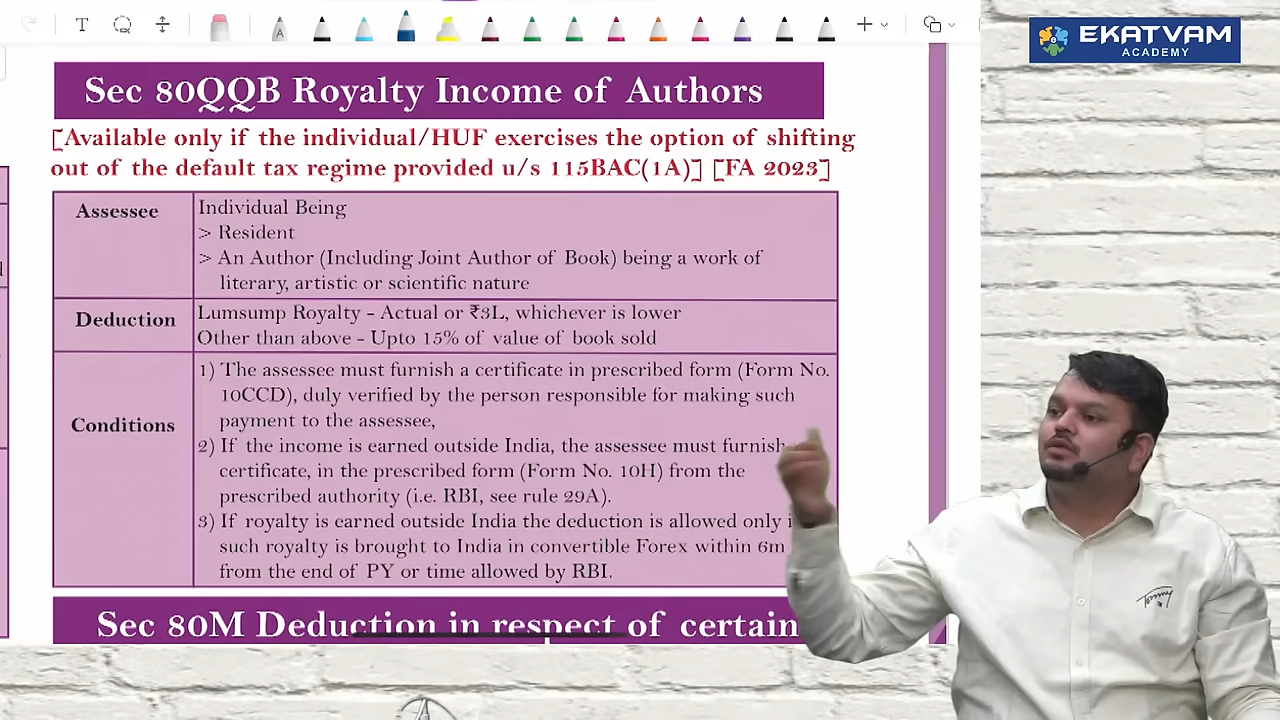 EKATVAM
ACADEMY
Sec 80QQB Royalty Income of Authors
[Available only if the individual/HUF exercises the option of shifting
out of the default tax regime provided u/s 115BAC(1A)] [FA 2023]
Assessee
Individual Being
> Resident
> An Author (Including Joint Author of Book) being a work of
literary, artistic or scientific nature
Deduction
Lumsump Royalty - Actual or ₹3L, whichever is lower
Other than above - Upto 15% of value of book sold
Conditions
1) The assessee must furnish a certificate in prescribed form (Form No.
10CCD), duly verified by the person responsible for making such
payment to the assessee,
2) If the income is earned outside India, the assessee must furnish
certificate, in the prescribed form (Form No. 10H) from the
prescribed authority (i.e. RBI, see rule 29A).
3) If royalty is earned outside India the deduction is allowed only
such royalty is brought to India in convertible Forex within 6m
from the end of PY or time allowed by RBI.
Sec 80M Deduction in respect of certain
Tommy